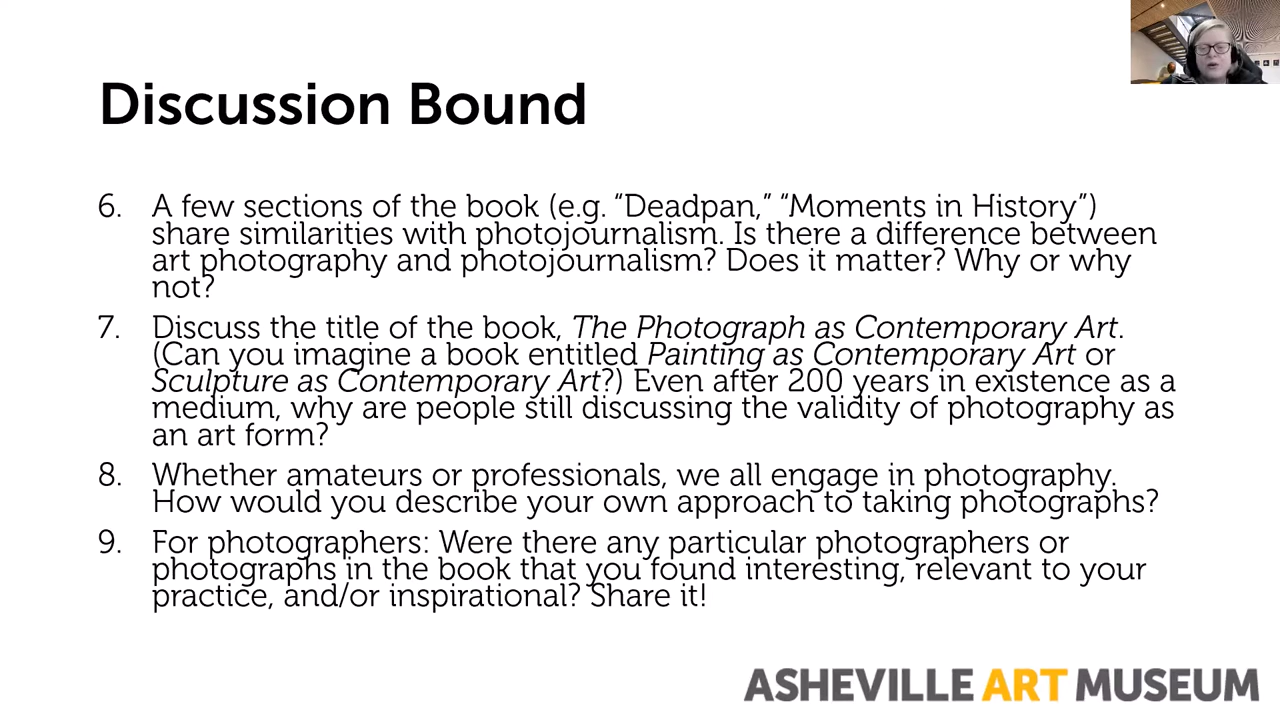 Discussion Bound
6. A few sections of the book (e.g. “Deadpan,” “Moments in History”)
share similarities with photojournalism. Is there a difference between
art photography and photojournalism? Does it matter? Why or why
not?
7. Discuss the title of the book, The Photograph as Contemporary Art.
(Can you imagine a book entitled Painting as Contemporary Art or
Sculpture as Contemporary Art?) Even after 200 years in existence as a
medium, why are people still discussing the validity of photography as
an art form?
8. Whether amateurs or professionals, we all engage in photography.
How would you describe your own approach to taking photographs?
9. For photographers: Were there any particular photographers or
photographs in the book that you found interesting, relevant to your
practice, and/or inspirational? Share it!
ASHEVILLE ART MUSEUM